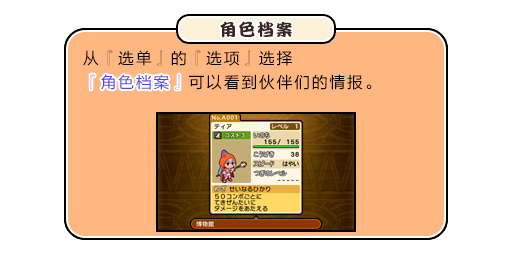 角色档案
从『选单』的『选项』选择
『角色档案』可以看到伙伴们的情报。
No.A001
ティア
レベル 1
コスト3
いのち
155/ 155
こうげき 38
スピード はやい
つぎのレベル
-----
わざ せいなるひかり
50コンボごとに
てきぜんたいに
ダメージをあたえる
博物館